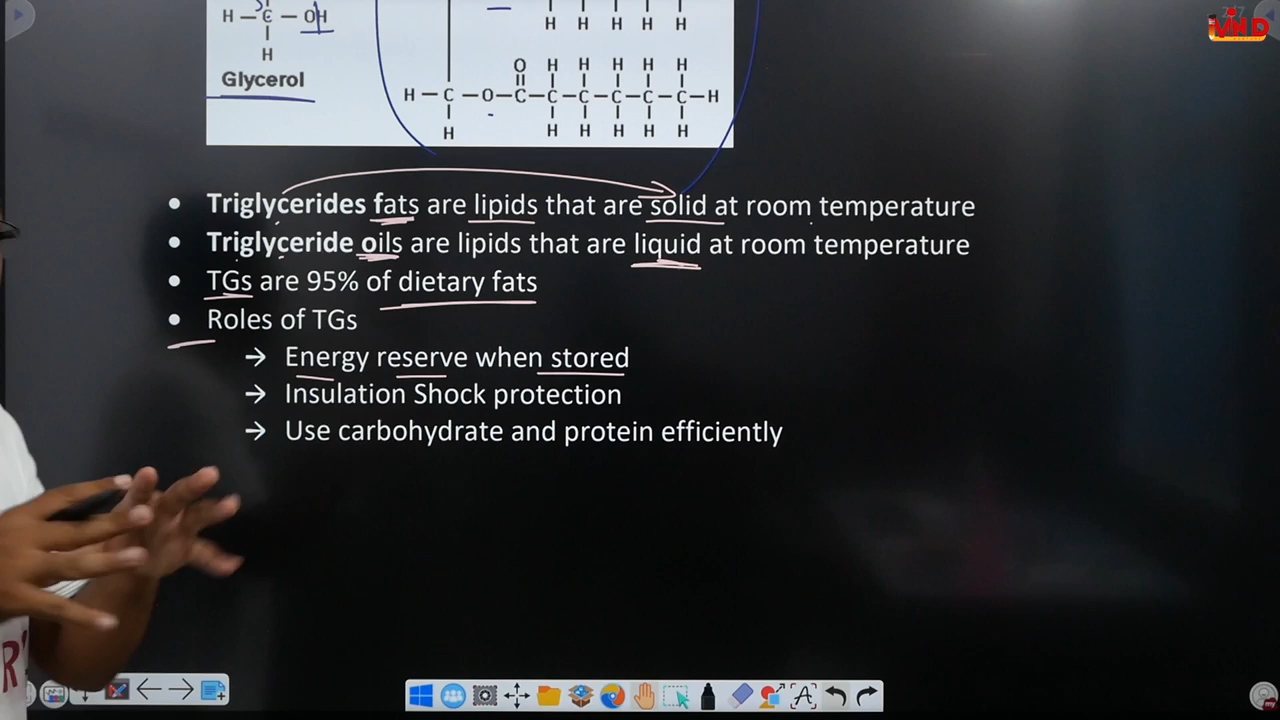 H — C — OH
H
Glycerol
H H H H H
O H H H H H
H — C — O — C — C — C — C — C — C — H
H H H H H H
• Triglycerides fats are lipids that are solid at room temperature
• Triglyceride oils are lipids that are liquid at room temperature
• TGs are 95% of dietary fats
• Roles of TGs
→ Energy reserve when stored
→ Insulation Shock protection
→ Use carbohydrate and protein efficiently